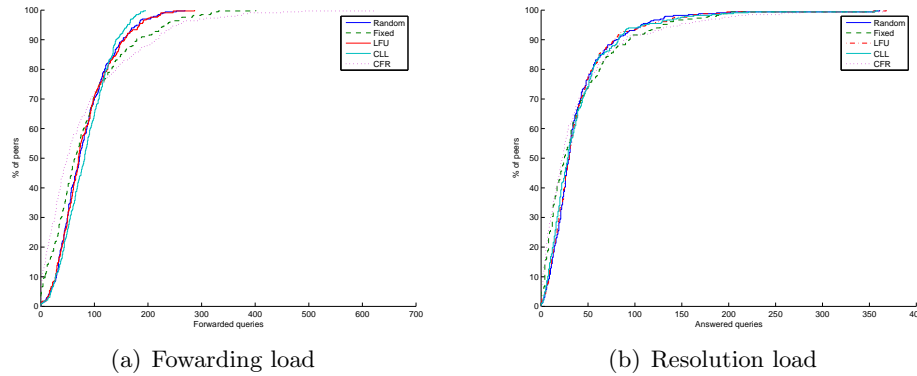 100
90
80
70
60
50
40
30
20
10
0
% of peers
0 100 200 300 400 500 600 700
Forwarded queries
Random
Fixed
LFU
CLL
CFR
(a) Fowarding load
100
90
80
70
60
50
40
30
20
10
0
% of peers
0 50 100 150 200 250 300 350 400
Answered queries
Random
Fixed
LFU
CLL
CFR
(b) Resolution load